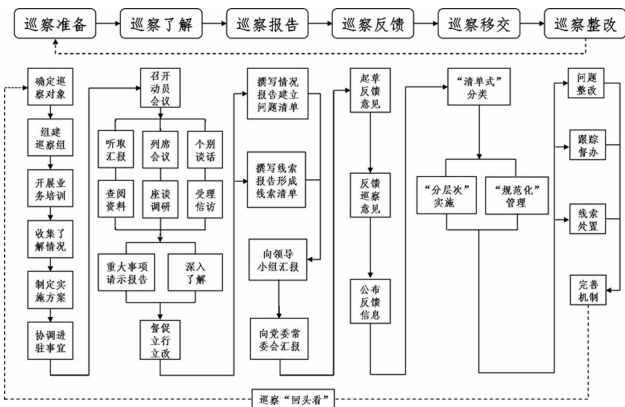 巡察准备
巡察了解
巡察报告
巡察反馈
巡察移交
巡察整改
确定巡
察对象
组建
巡察组
开展业
务培训
收集了
解情况
制定实
施方案
协调进
驻事宜
召开
动员
会议
听取
汇报
列席
会议
个别
谈话
查阅
资料
座谈
调研
受理
信访
重大事项
请示报告
深入
了解
督促
立行
立改
撰写情况
报告建立
问题清单
撰写线索
报告形成
线索清单
向领导
小组汇报
向党委常
委会汇报
起草
反馈
意见
反馈
巡察
意见
公布
反馈
信息
“清单式”
分类
“分层次”
实施
“规范化”
管理
问题
整改
跟踪
督办
线索
处置
完善
机制
巡察“回头看”